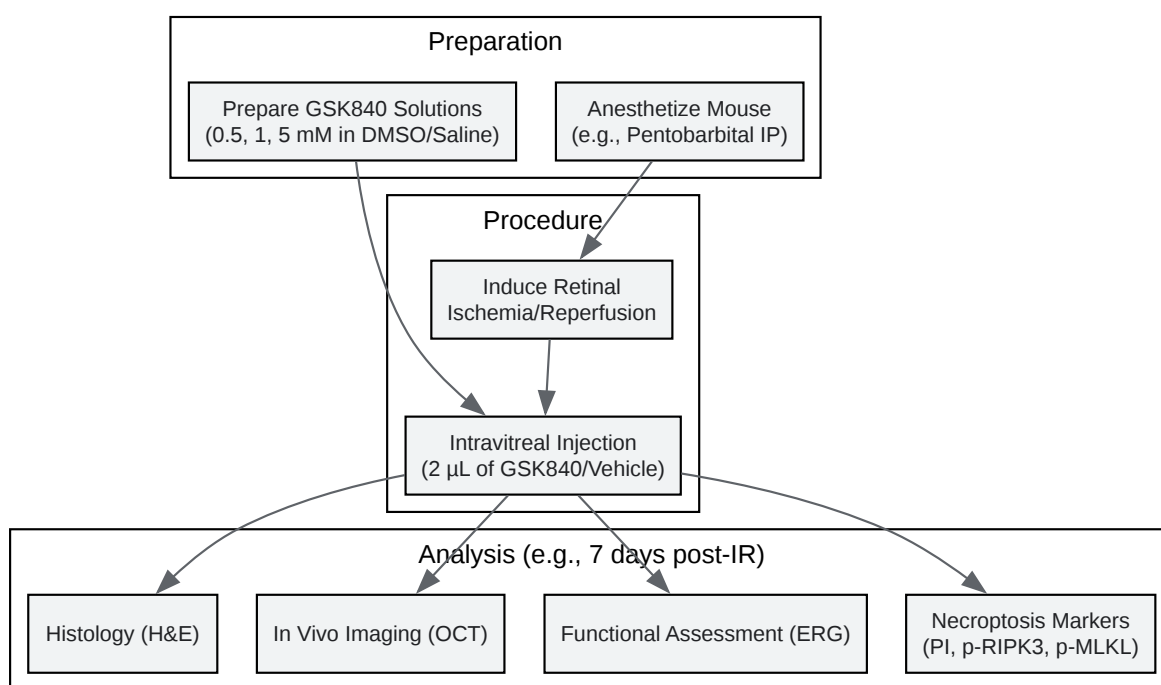 Preparation
Prepare GSK840 Solutions
(0.5, 1, 5 mM in DMSO/Saline)
Anesthetize Mouse
(e.g., Pentobarbital IP)
Procedure
Induce Retinal
Ischemia/Reperfusion
Intravitreal Injection
(2 µL of GSK840/Vehicle)
Analysis (e.g., 7 days post-IR)
Histology (H&E)
In Vivo Imaging (OCT)
Functional Assessment (ERG)
Necroptosis Markers
(PI, p-RIPK3, p-MLKL)